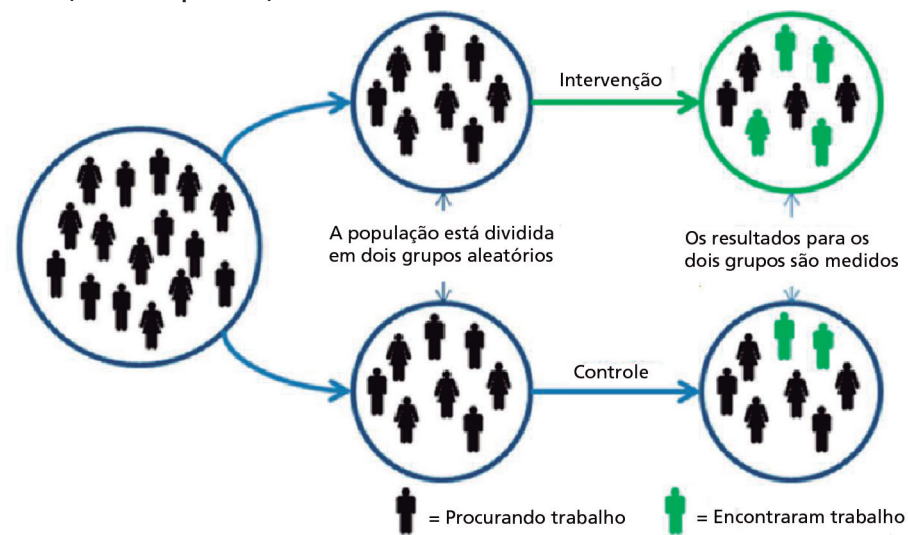 Intervenção
A população está dividida
em dois grupos aleatórios
Os resultados para os
dois grupos são medidos
Controle
= Procurando trabalho
= Encontraram trabalho